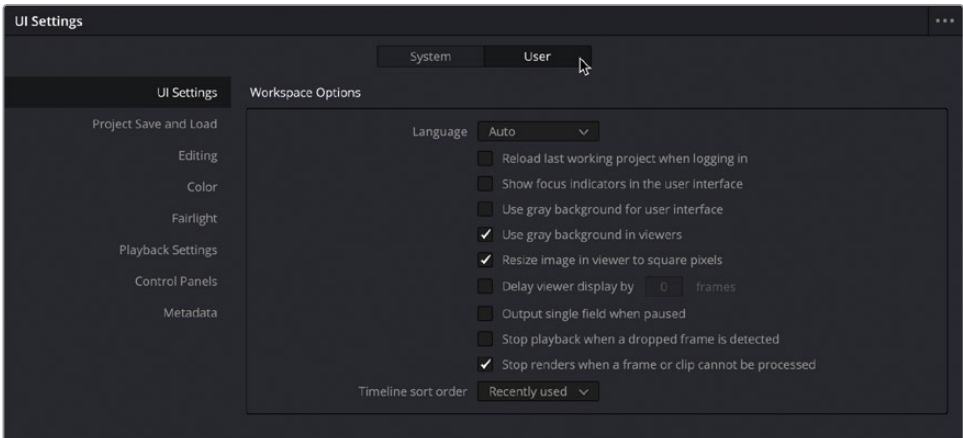 UI Settings
System User
UI Settings
Project Save and Load
Editing
Color
Fairlight
Playback Settings
Control Panels
Metadata
Workspace Options
Language Auto
Reload last working project when logging in
Show focus indicators in the user interface
Use gray background for user interface
Use gray background in viewers
Resize image in viewer to square pixels
Delay viewer display by 0 frames
Output single field when paused
Stop playback when a dropped frame is detected
Stop renders when a frame or clip cannot be processed
Timeline sort order Recently used